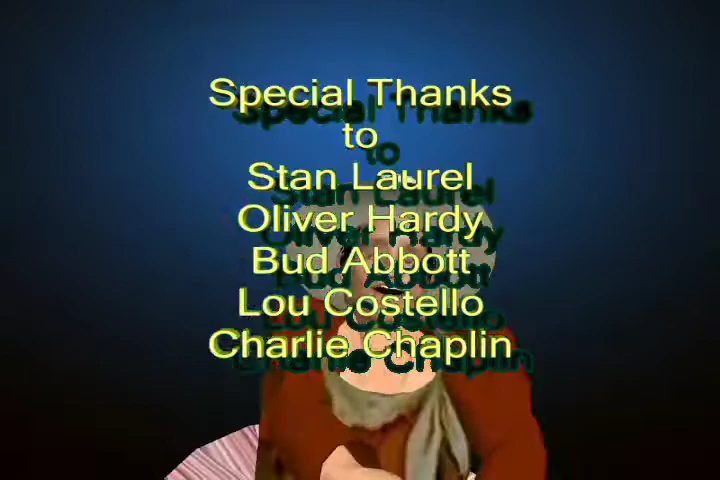 Special Thanks
to
Stan Laurel
Oliver Hardy
Bud Abbott
Lou Costello
Charlie Chaplin